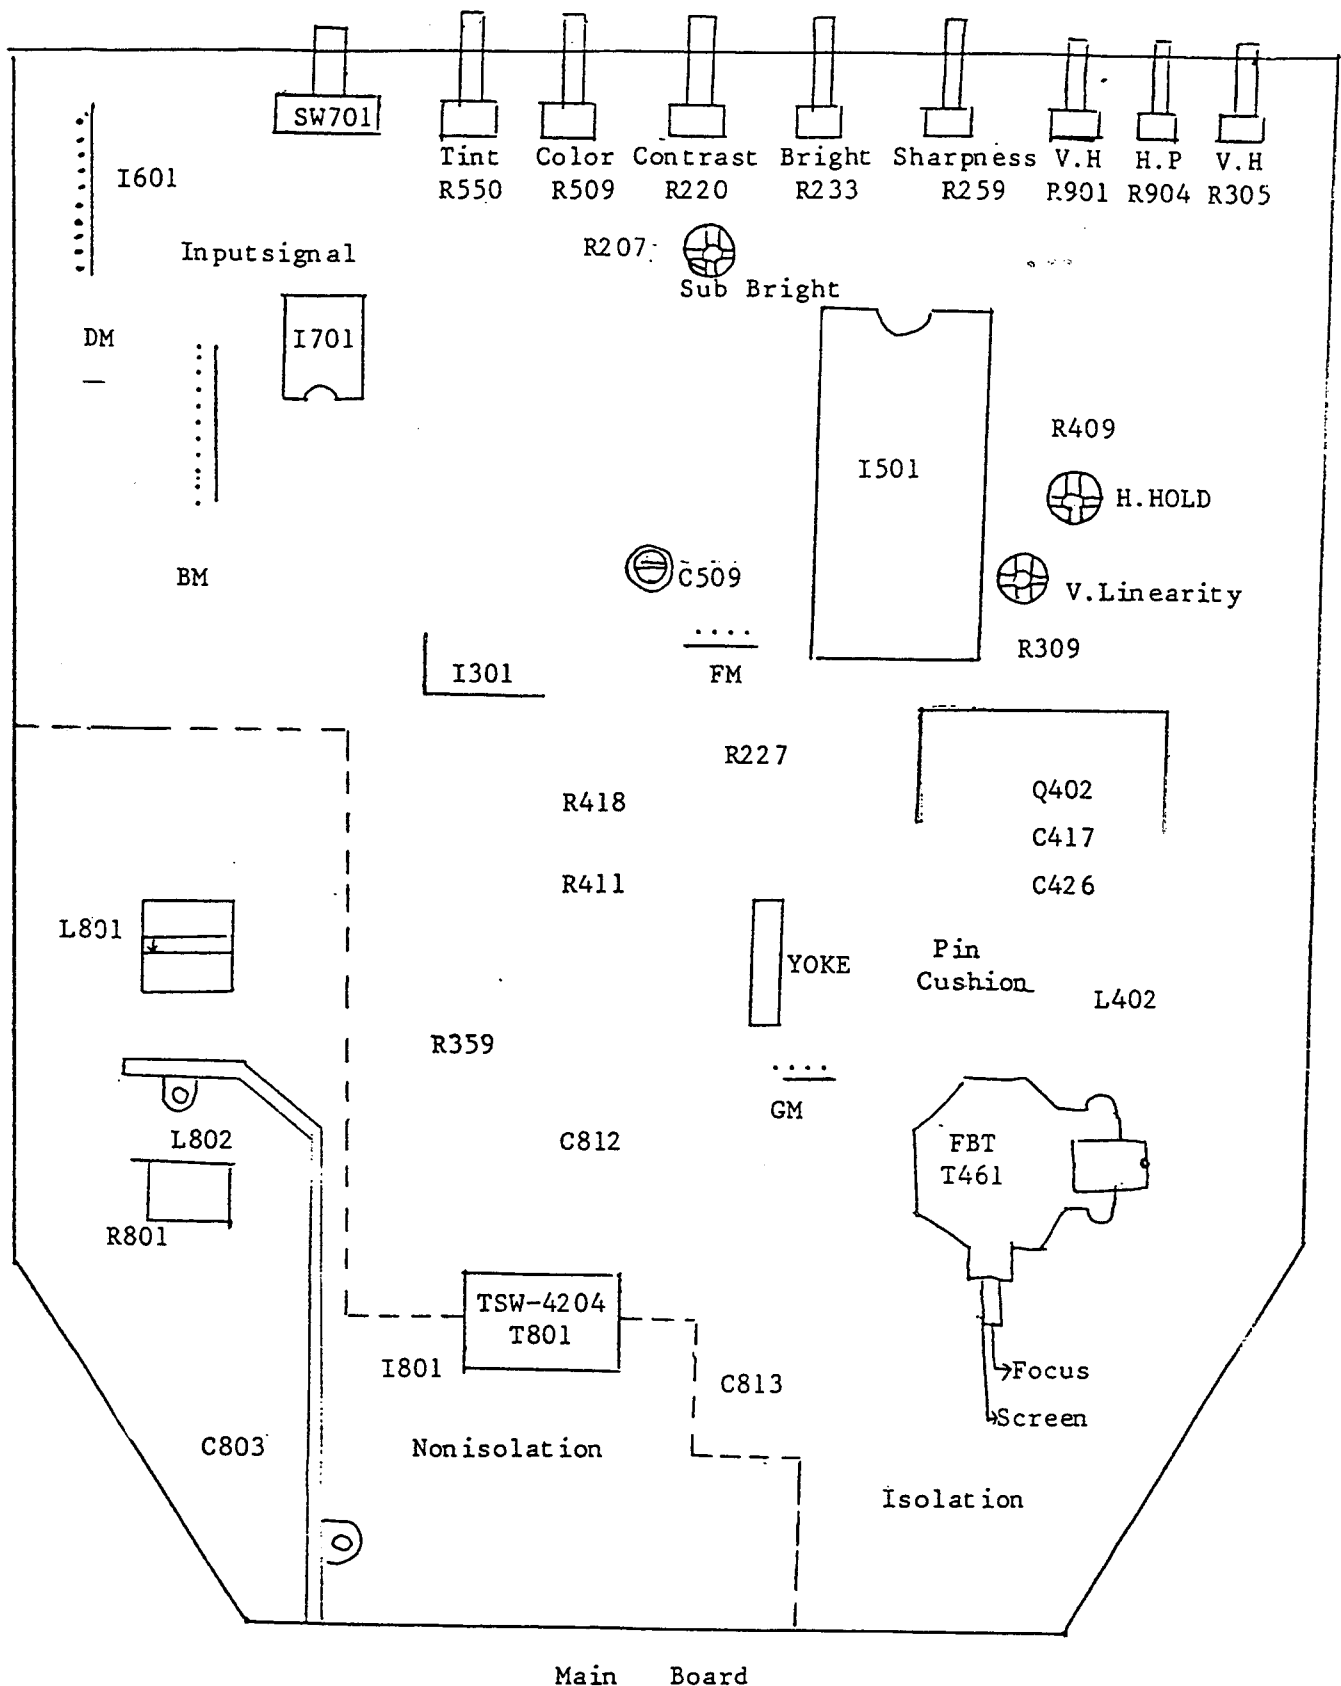 SW701
Tint Color Contrast Bright Sharpness V.H H.P V.H
R550 R509 R220 R233 R259 R901 R904 R305
I601
R207
Inputsignal
Sub Bright
DM
I701
R409
I501
H.HOLD
BM
C509
V.Linearity
R309
I301
FM
R227
Q402
R418
C417
R411
C426
L801
Pin
YOKE
Cushion
L402
R359
GM
L802
C812
FBT
T461
R801
TSW-4204
T801
I801
Focus
C813
Screen
C803
Nonisolation
Isolation
Main Board